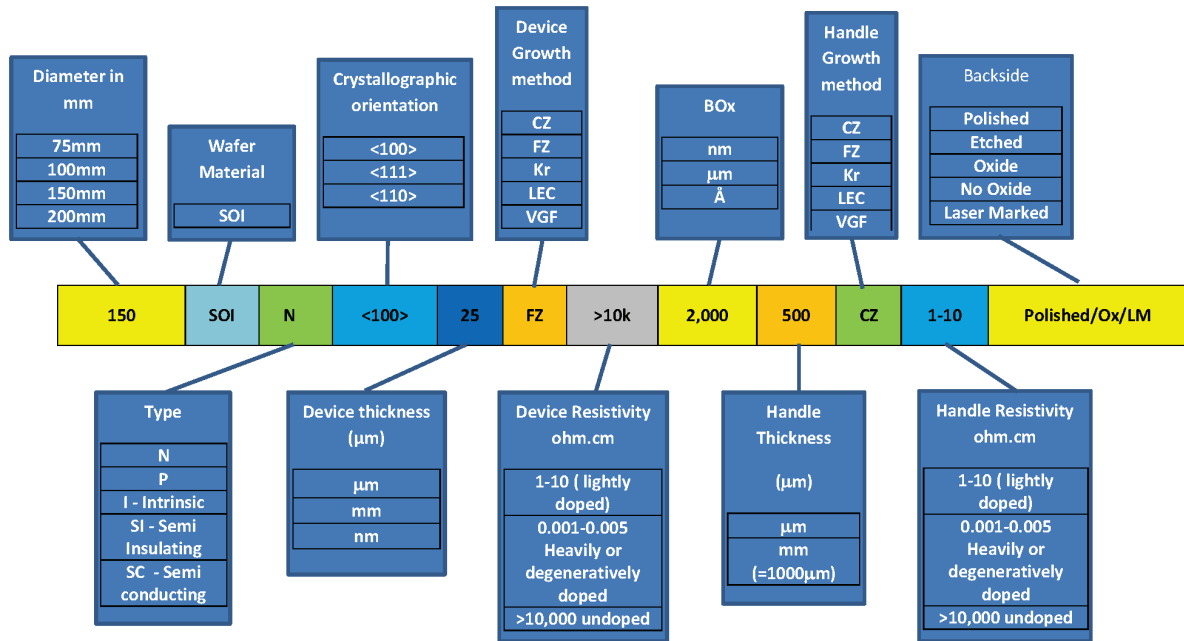 Diameter in
mm
75mm
100mm
150mm
200mm
Wafer
Material
SOI
Crystallographic
orientation
<100>
<111>
<110>
Device
Growth
method
CZ
FZ
Kr
LEC
VGF
BOx
nm
μm
Å
Handle
Growth
method
CZ
FZ
Kr
LEC
VGF
Backside
Polished
Etched
Oxide
No Oxide
Laser Marked
150
SOI
N
<100>
25
FZ
>10k
2,000
500
CZ
1-10
Polished/Ox/LM
Type
N
P
I - Intrinsic
SI - Semi
Insulating
SC - Semi
conducting
Device thickness
(μm)
μm
mm
nm
Device Resistivity
ohm.cm
1-10 ( lightly
doped)
0.001-0.005
Heavily or
degeneratively
doped
>10,000 undoped
Handle
Thickness
(μm)
μm
mm
(=1000μm)
Handle Resistivity
ohm.cm
1-10 ( lightly
doped)
0.001-0.005
Heavily or
degeneratively
doped
>10,000 undoped